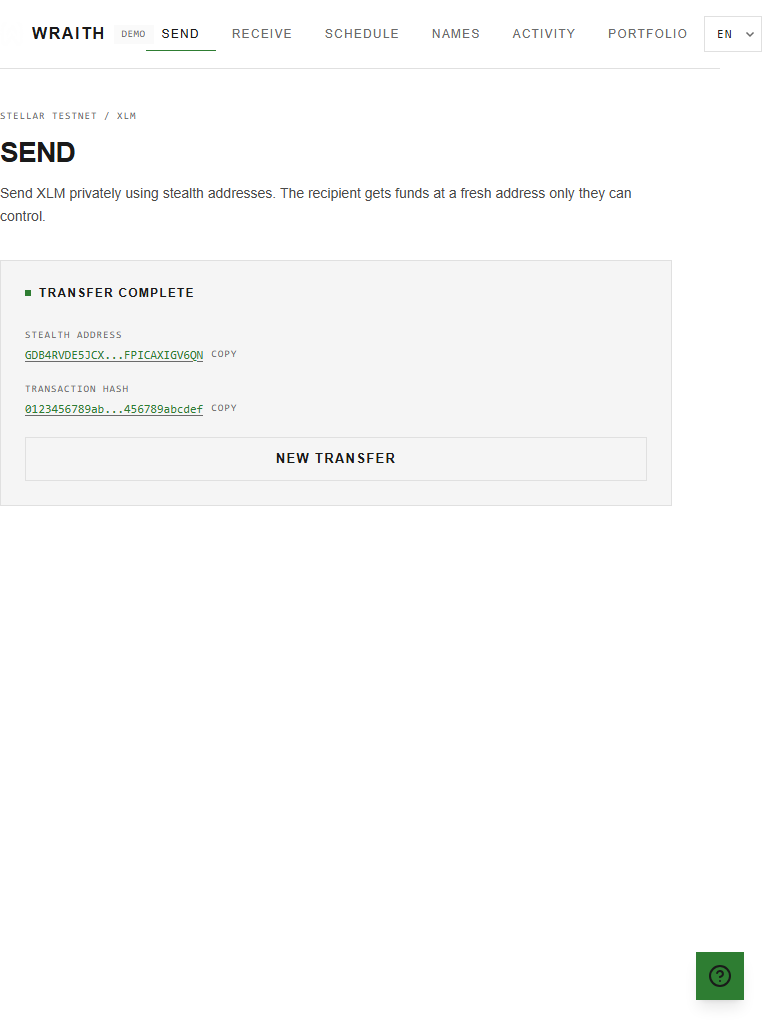 WRAITH DEMO SEND RECEIVE SCHEDULE NAMES ACTIVITY PORTFOLIO EN
STELLAR TESTNET / XLM
SEND
Send XLM privately using stealth addresses. The recipient gets funds at a fresh address only they can
control.
TRANSFER COMPLETE
STEALTH ADDRESS
GDB4RVDE5JCX...FPICAXIGV6QN COPY
TRANSACTION HASH
0123456789ab...456789abcdef COPY
NEW TRANSFER